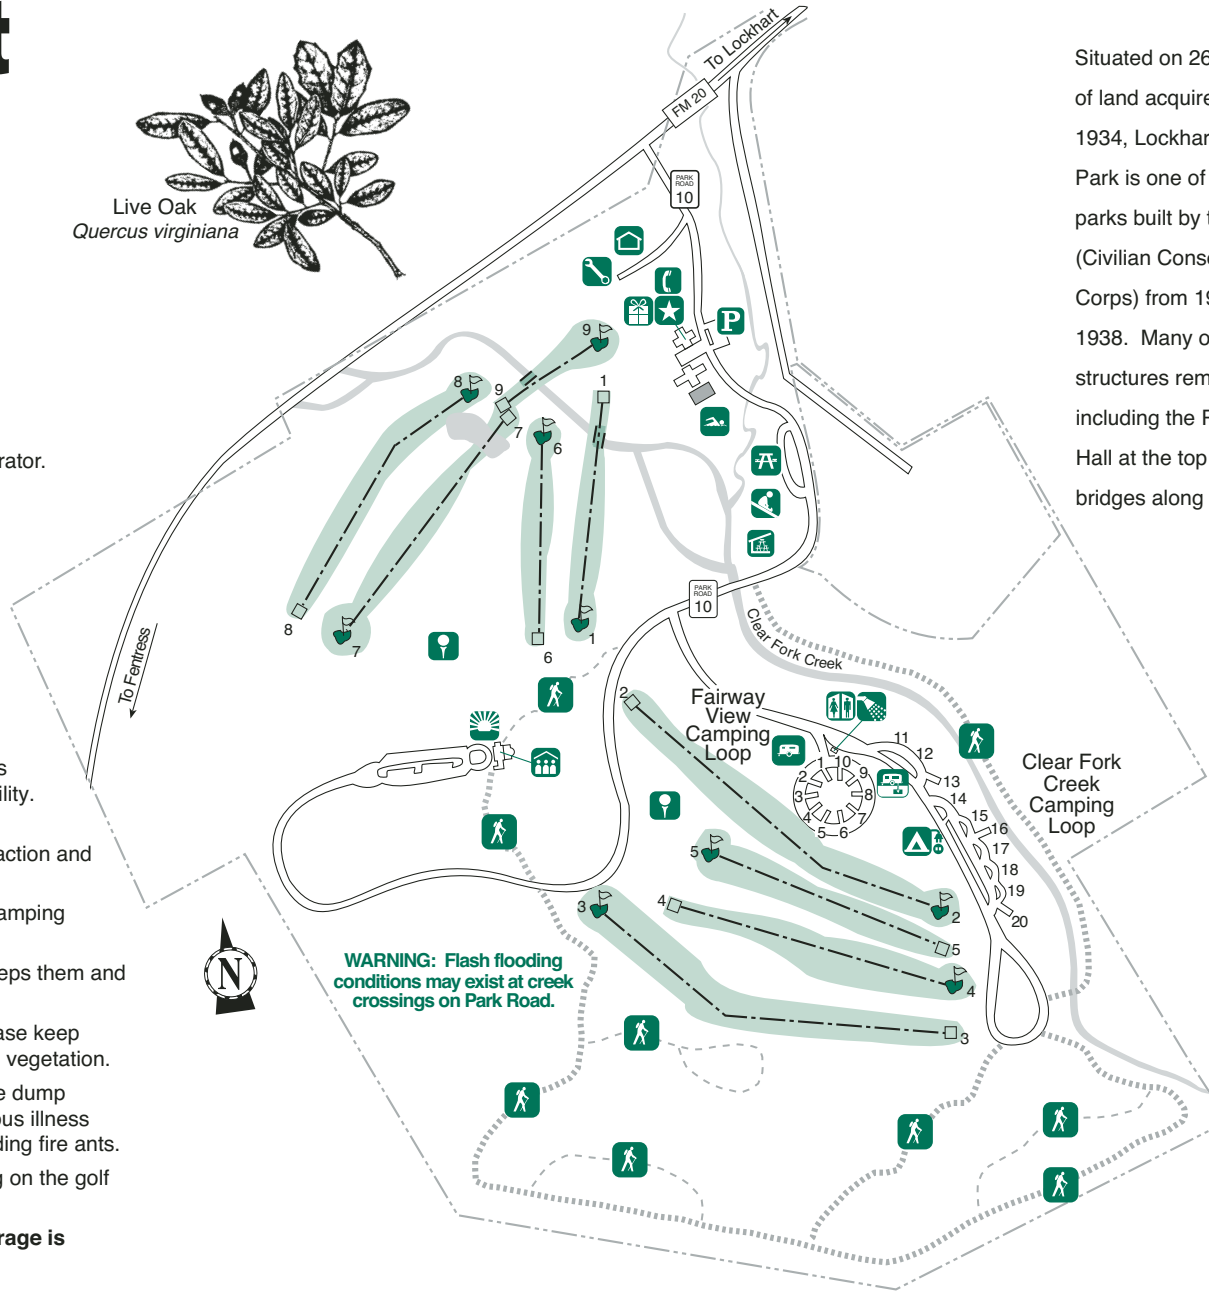 t
Live Oak
Quercus virginiana
rator.
s
ility.
action and
amping
eeps them and
ase keep
vegetation.
e dump
ous illness
ding fire ants.
g on the golf
rage is
Situated on 26
of land acquire
1934, Lockhar
Park is one of
parks built by t
(Civilian Conse
Corps) from 19
1938. Many o
structures rem
including the R
Hall at the top
bridges along
To Lockhart
FM 20
PARK
ROAD
10
P
9
8
9
7
1
6
8
7
6
1
To Fentress
PARK
ROAD
10
Clear Fork Creek
2
Fairway
View
Camping
Loop
1
10
2
9
3
8
4
7
5
6
11
12
13
14
15
16
17
18
19
20
Clear Fork
Creek
Camping
Loop
5
4
3
2
5
4
3
N
WARNING: Flash flooding
conditions may exist at creek
crossings on Park Road.